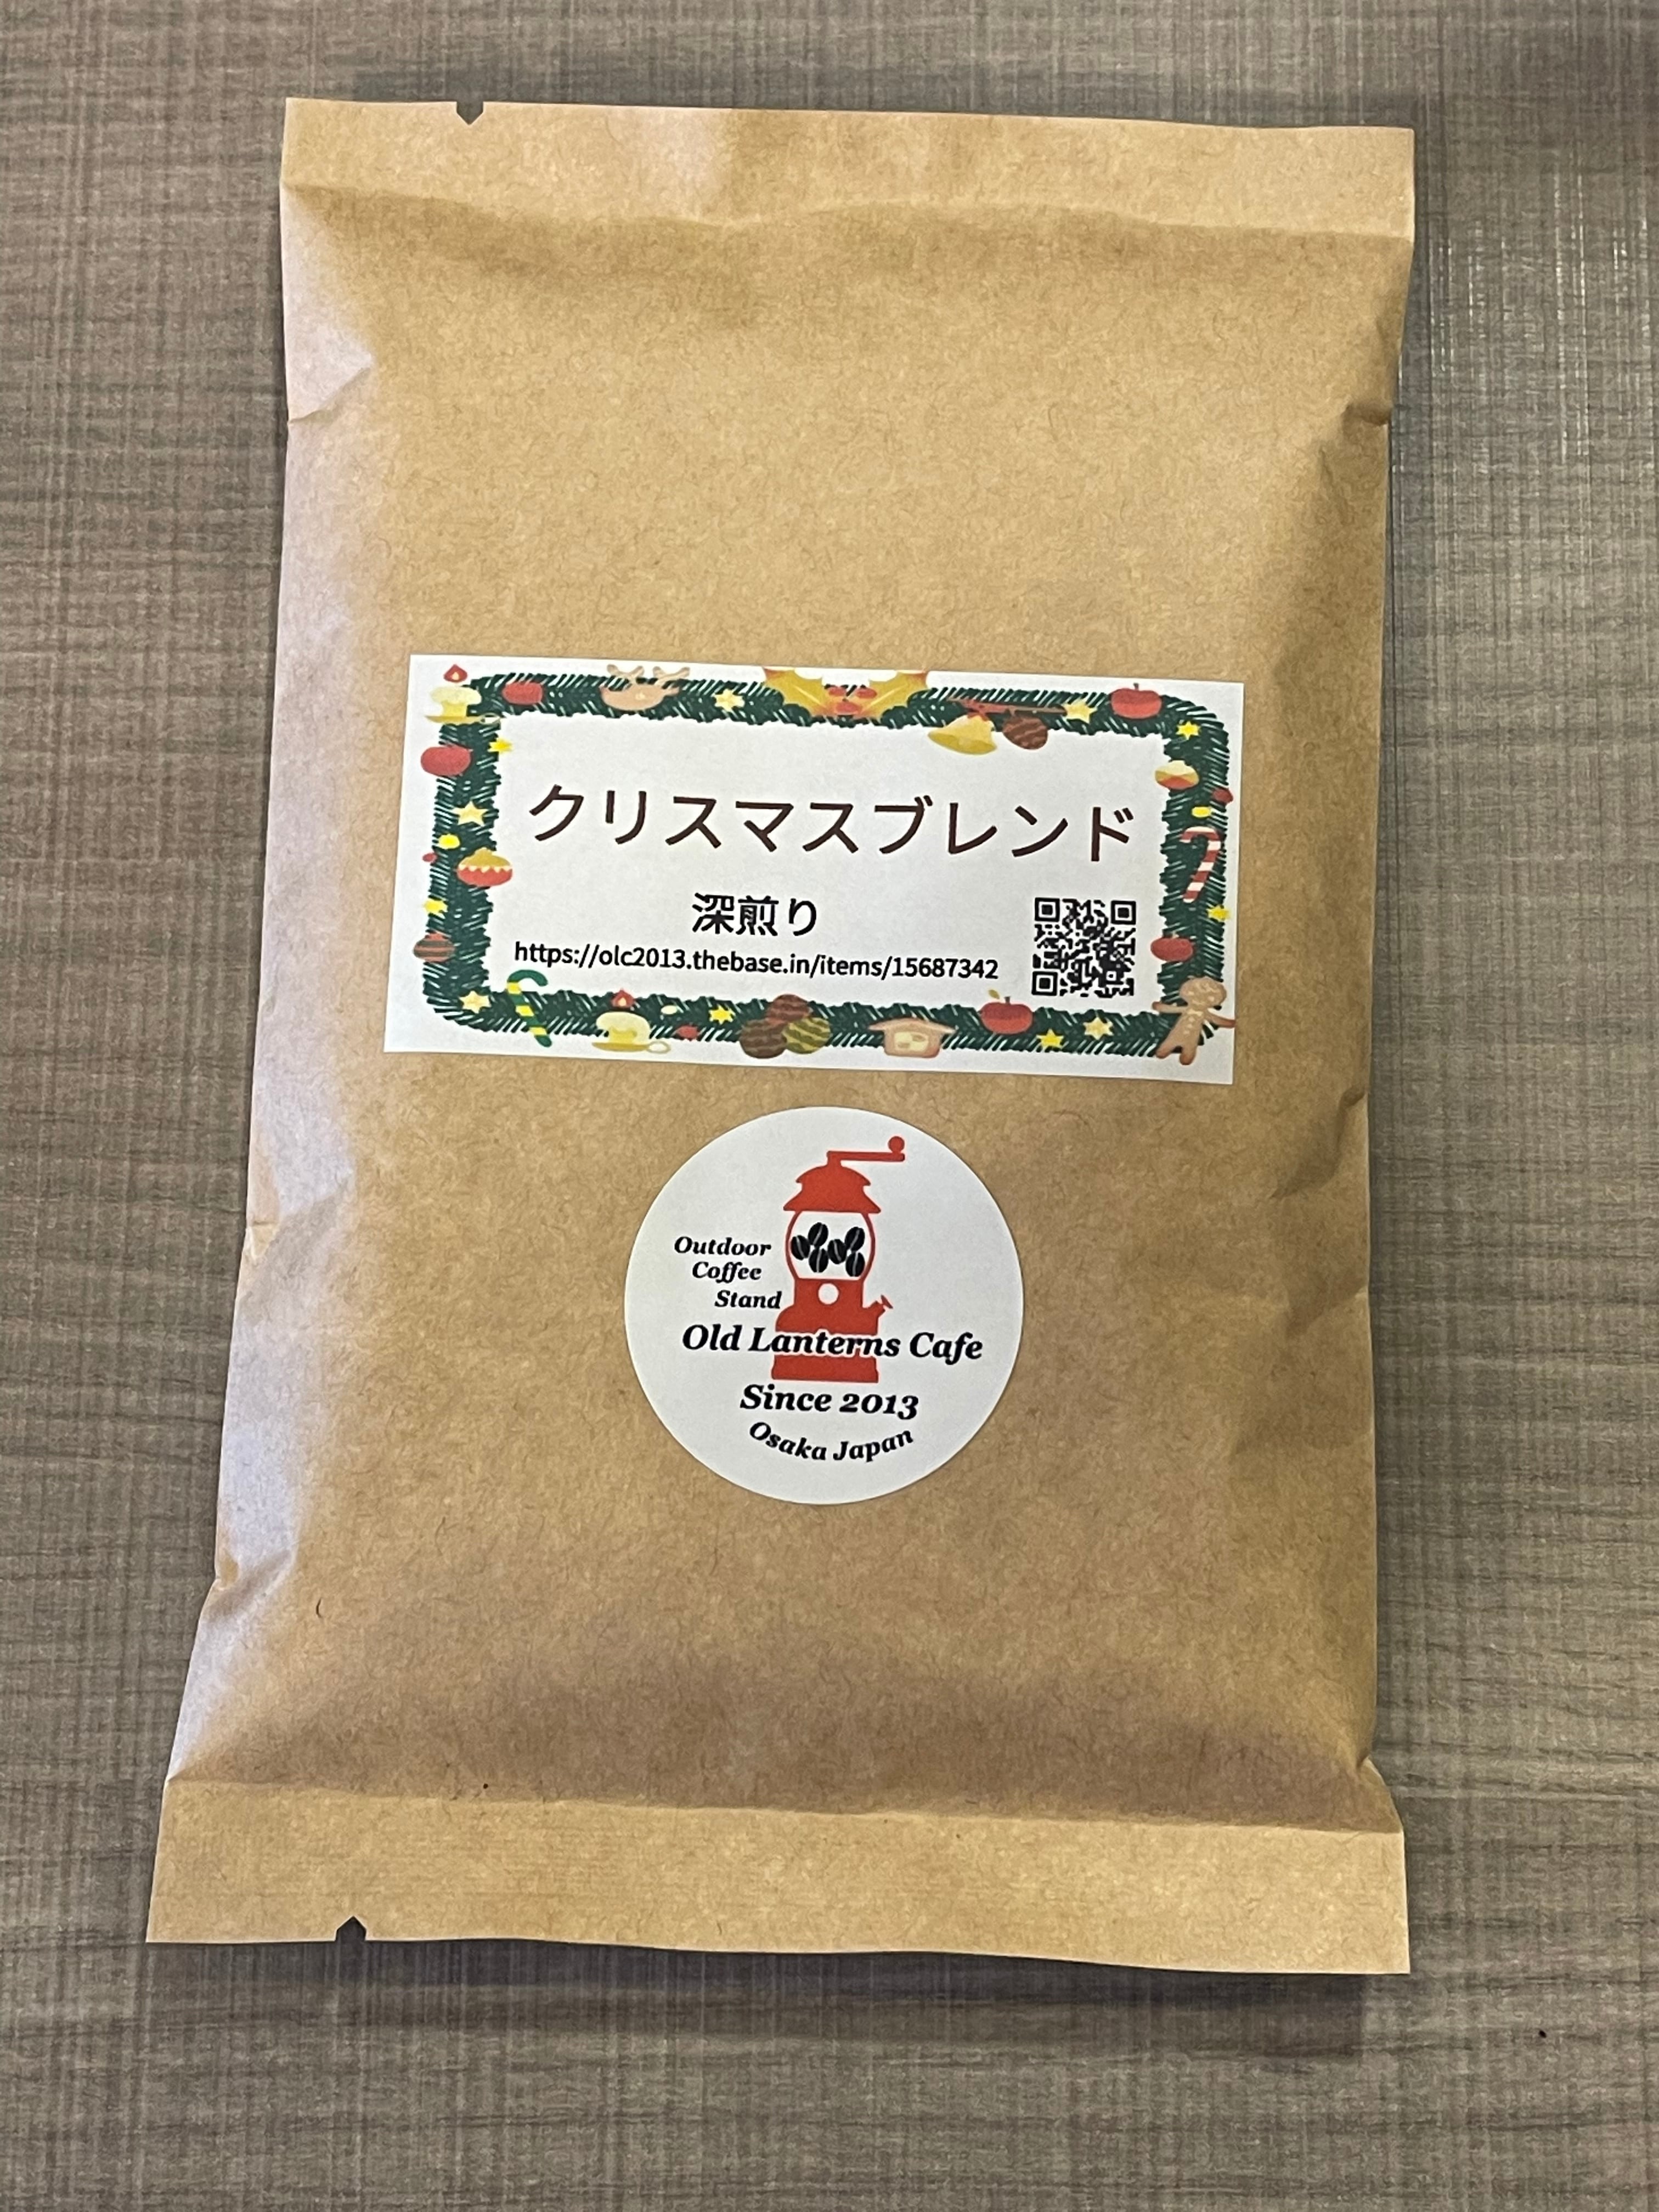 クリスマスブレンド
深煎り
https://olc2013.thebase.in/items/15687342
Outdoor
Coffee
Stand
Old Lanterns Cafe
Since 2013
Osaka Japan